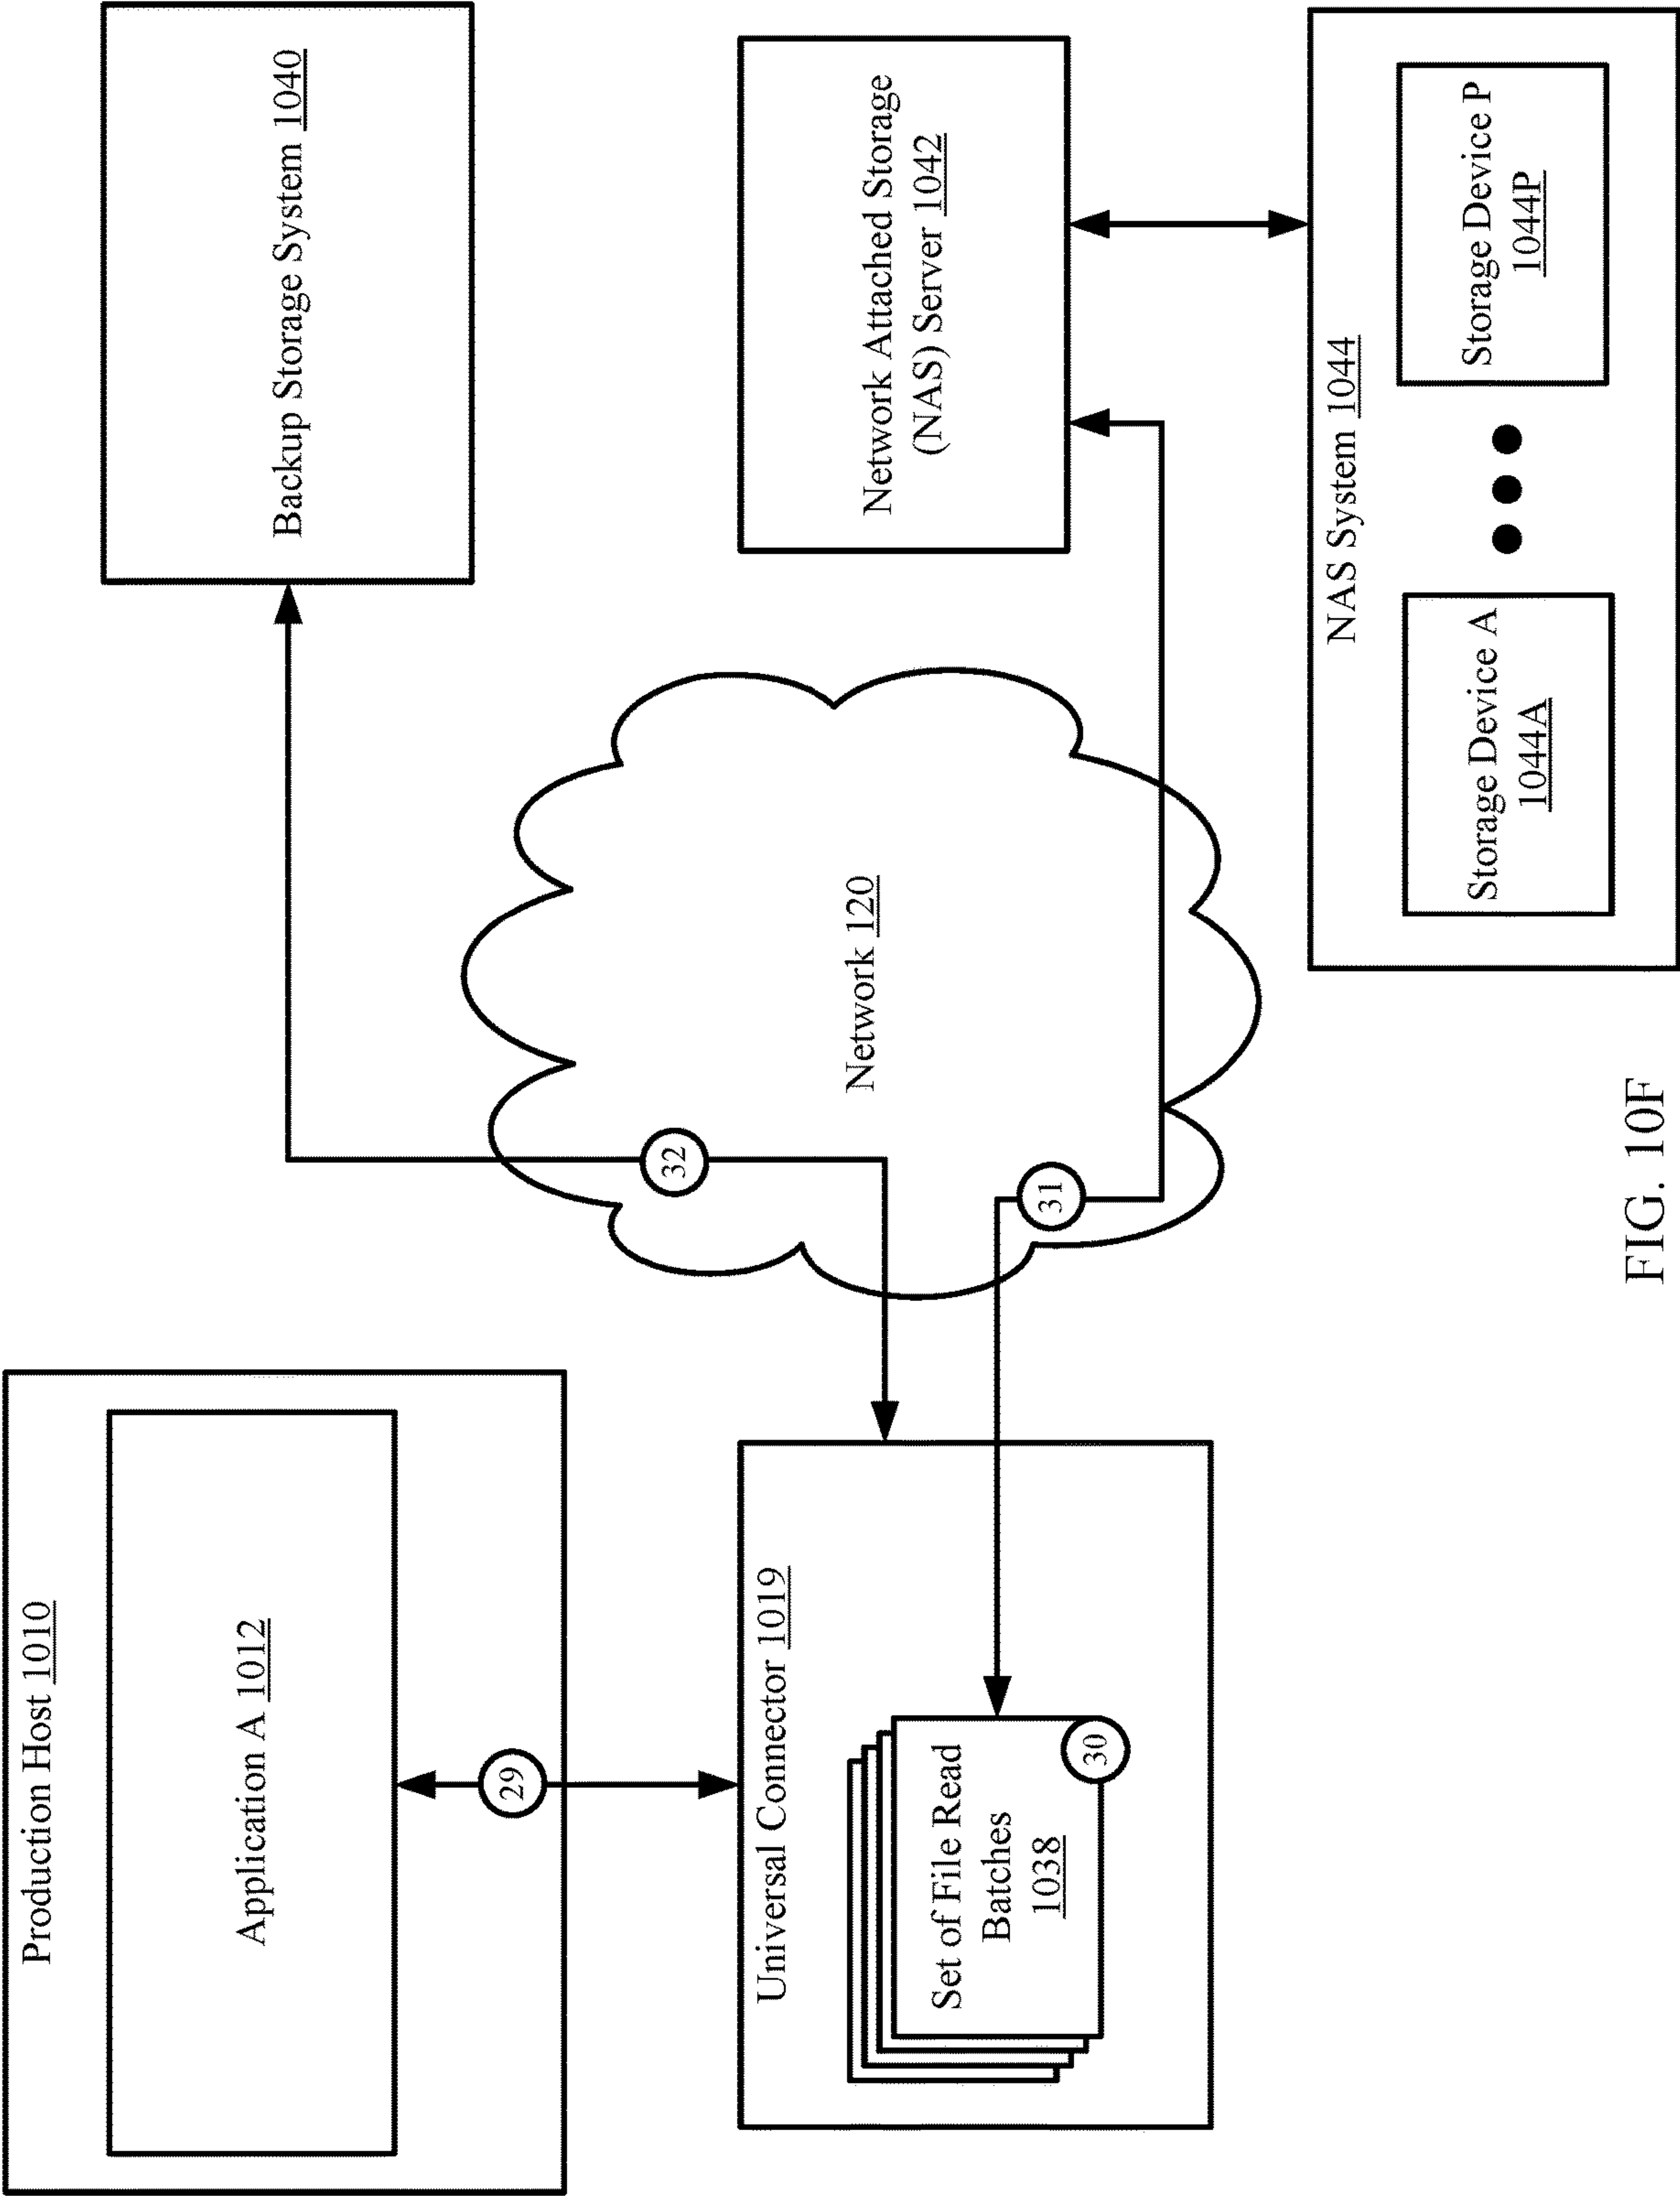 Production Host 1010
Application A 1012
29
Universal Connector 1019
Set of File Read
Batches
1038
30
32
31
Network 120
Backup Storage System 1040
Network Attached Storage
(NAS) Server 1042
NAS System 1044
Storage Device A
1044A
Storage Device P
1044P
FIG. 10F